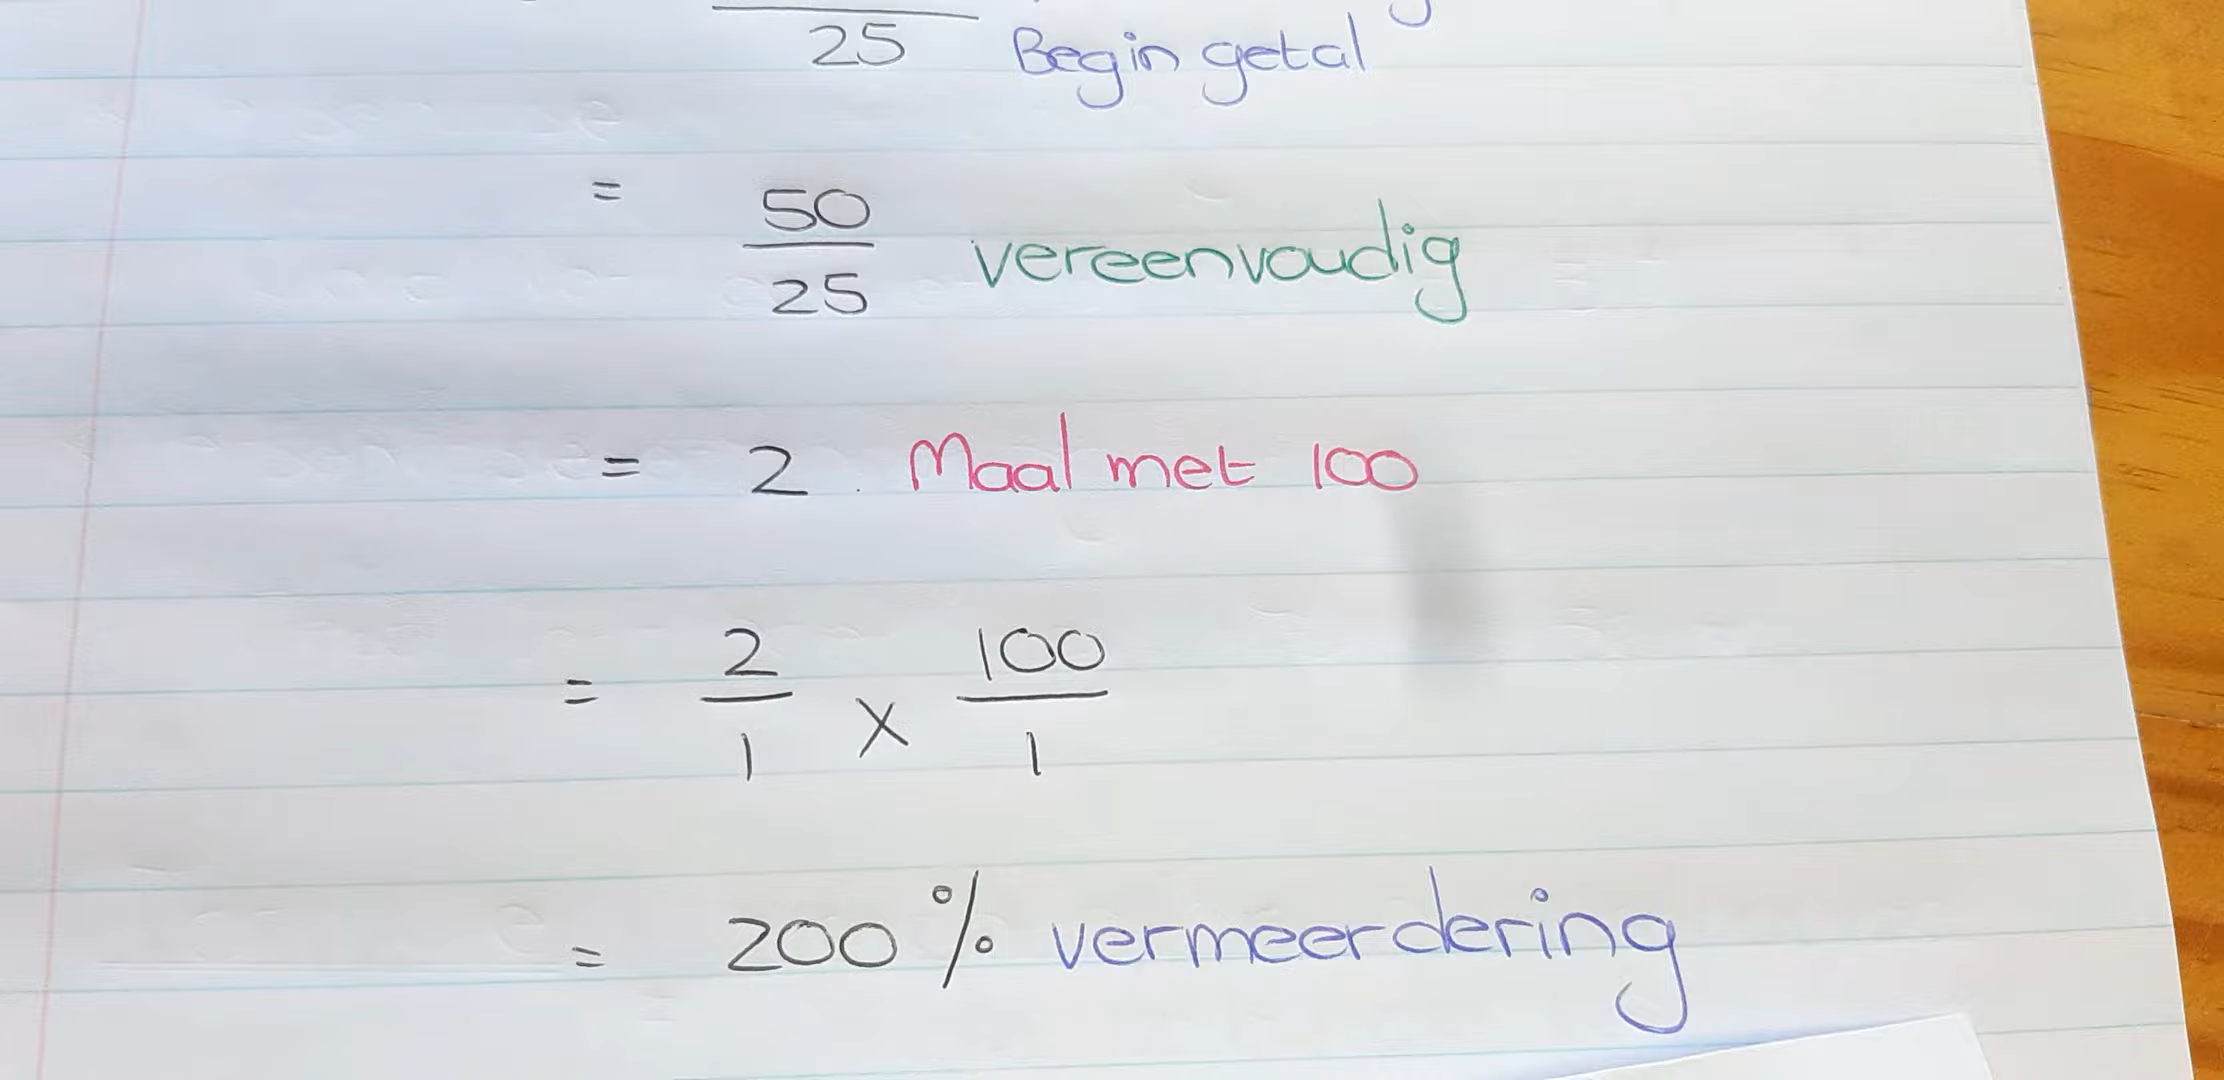 25 Begin getal
= 50/25 vereenvoudig
= 2 Maal met 100
= 2/1 x 100/1
= 200 % vermeerdering